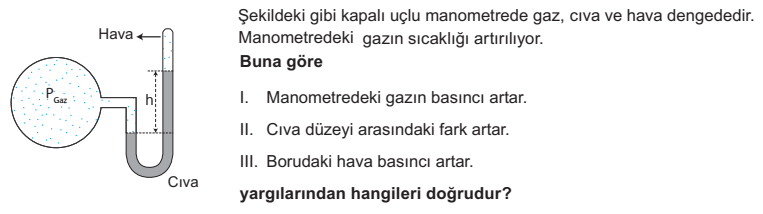 Şekildeki gibi kapalı uçlu manometrede gaz, cıva ve hava dengededir.
Manometredeki gazın sıcaklığı artırılıyor.
Buna göre
I. Manometredeki gazın basıncı artar.
II. Cıva düzeyi arasındaki fark artar.
III. Borudaki hava basıncı artar.
yargılarından hangileri doğrudur?
Hava
P Gaz
h
Cıva